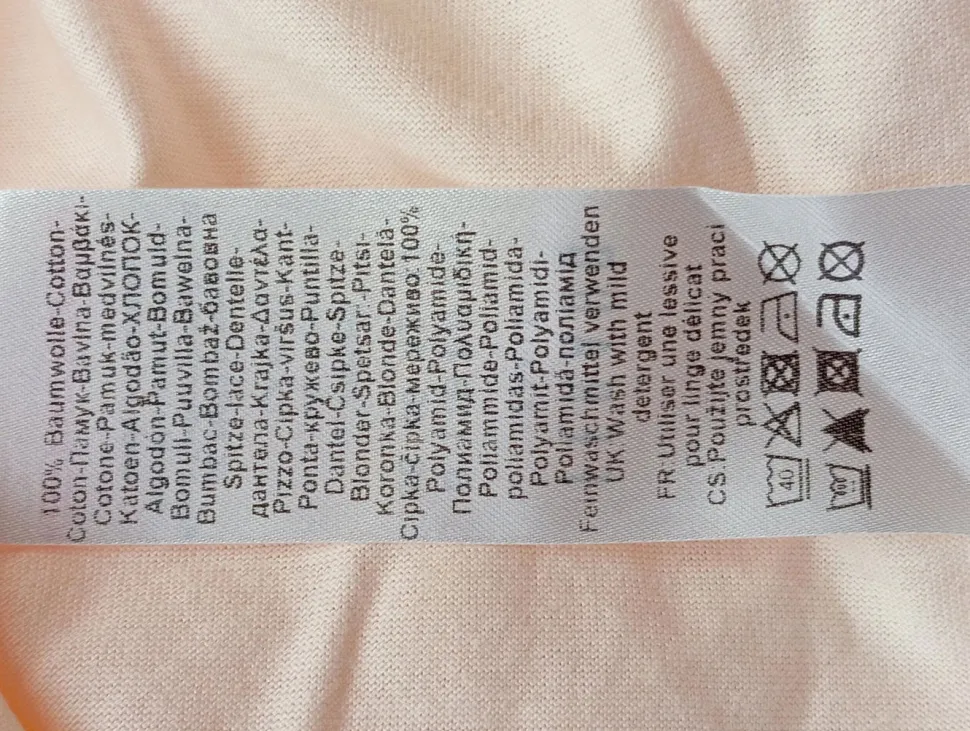 100% Baumwolle-Cotton-
Coton-Памук-Bavlna-Βαμβάκι-
Cotone-Pamuk-medvilnės-
Katoen-Algodão-ХЛОПОК-
Algodón-Pamut-Bomuld-
Bomull-Puuvilla-Bawełna-
Bumbac-Bombaž-бавовна
Spitze-lace-Dentelle-
дантела-Krajka-Δαντέλα-
Pizzo-Cipka-viršus-Kant-
Ponta-кружево-Puntilla-
Dantel-Csipke-Spitze-
Blonder-Spetsar-Pitsi-
Koronka-Blonde-Dantelă-
Cipka-čipka-мереживо: 100%
Polyamid-Polyamide-
Полиамид-Πολυαμιδική-
Poliammide-Poliamid-
poliamidas-Poliamida-
Polyamit-Polyamidi-
Poliamidă-поліамід
Feinwaschmittel verwenden
UK Wash with mild
detergent
FR Utiliser une lessive
pour linge délicat
CS Použijte jemný prací
prostředek
40